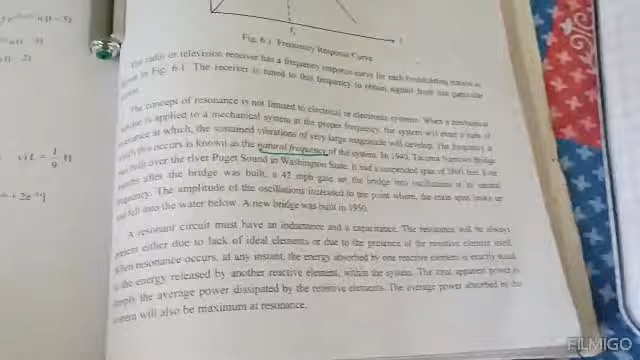 Fig. 6.1 Frequency Response Curve
The radio or television receiver has a frequency response curve for each broadcasting station as
in Fig. 6.1. The receiver is tuned to this frequency to obtain signals from one particular
The concept of resonance is not limited to electrical or electronic systems. When a mechanical
is applied to a mechanical system at the proper frequency, the system will enter a state of
resonance at which, the sustained vibrations of very large magnitude will develop. The frequency at
which this occurs is known as the natural frequency of the system. In 1940, Tacoma Narrows Bridge
was built over the river Puget Sound in Washington State. It had a suspended span of 2800 feet. Four
months after the bridge was built, a 42 mph gale set the bridge into oscillations at its natural
frequency. The amplitude of the oscillations increased to the point where, the main span broke up
and fell into the water below. A new bridge was built in 1950.
A resonant circuit must have an inductance and a capacitance. The resistance will be always
present either due to lack of ideal elements or due to the presence of the resistive element itself.
When resonance occurs, at any instant, the energy absorbed by one reactive element is exactly equal
to the energy released by another reactive element, within the system. The total apparent power is
simply the average power dissipated by the resistive elements. The average power absorbed by the
system will also be maximum at resonance.
FILMIGO